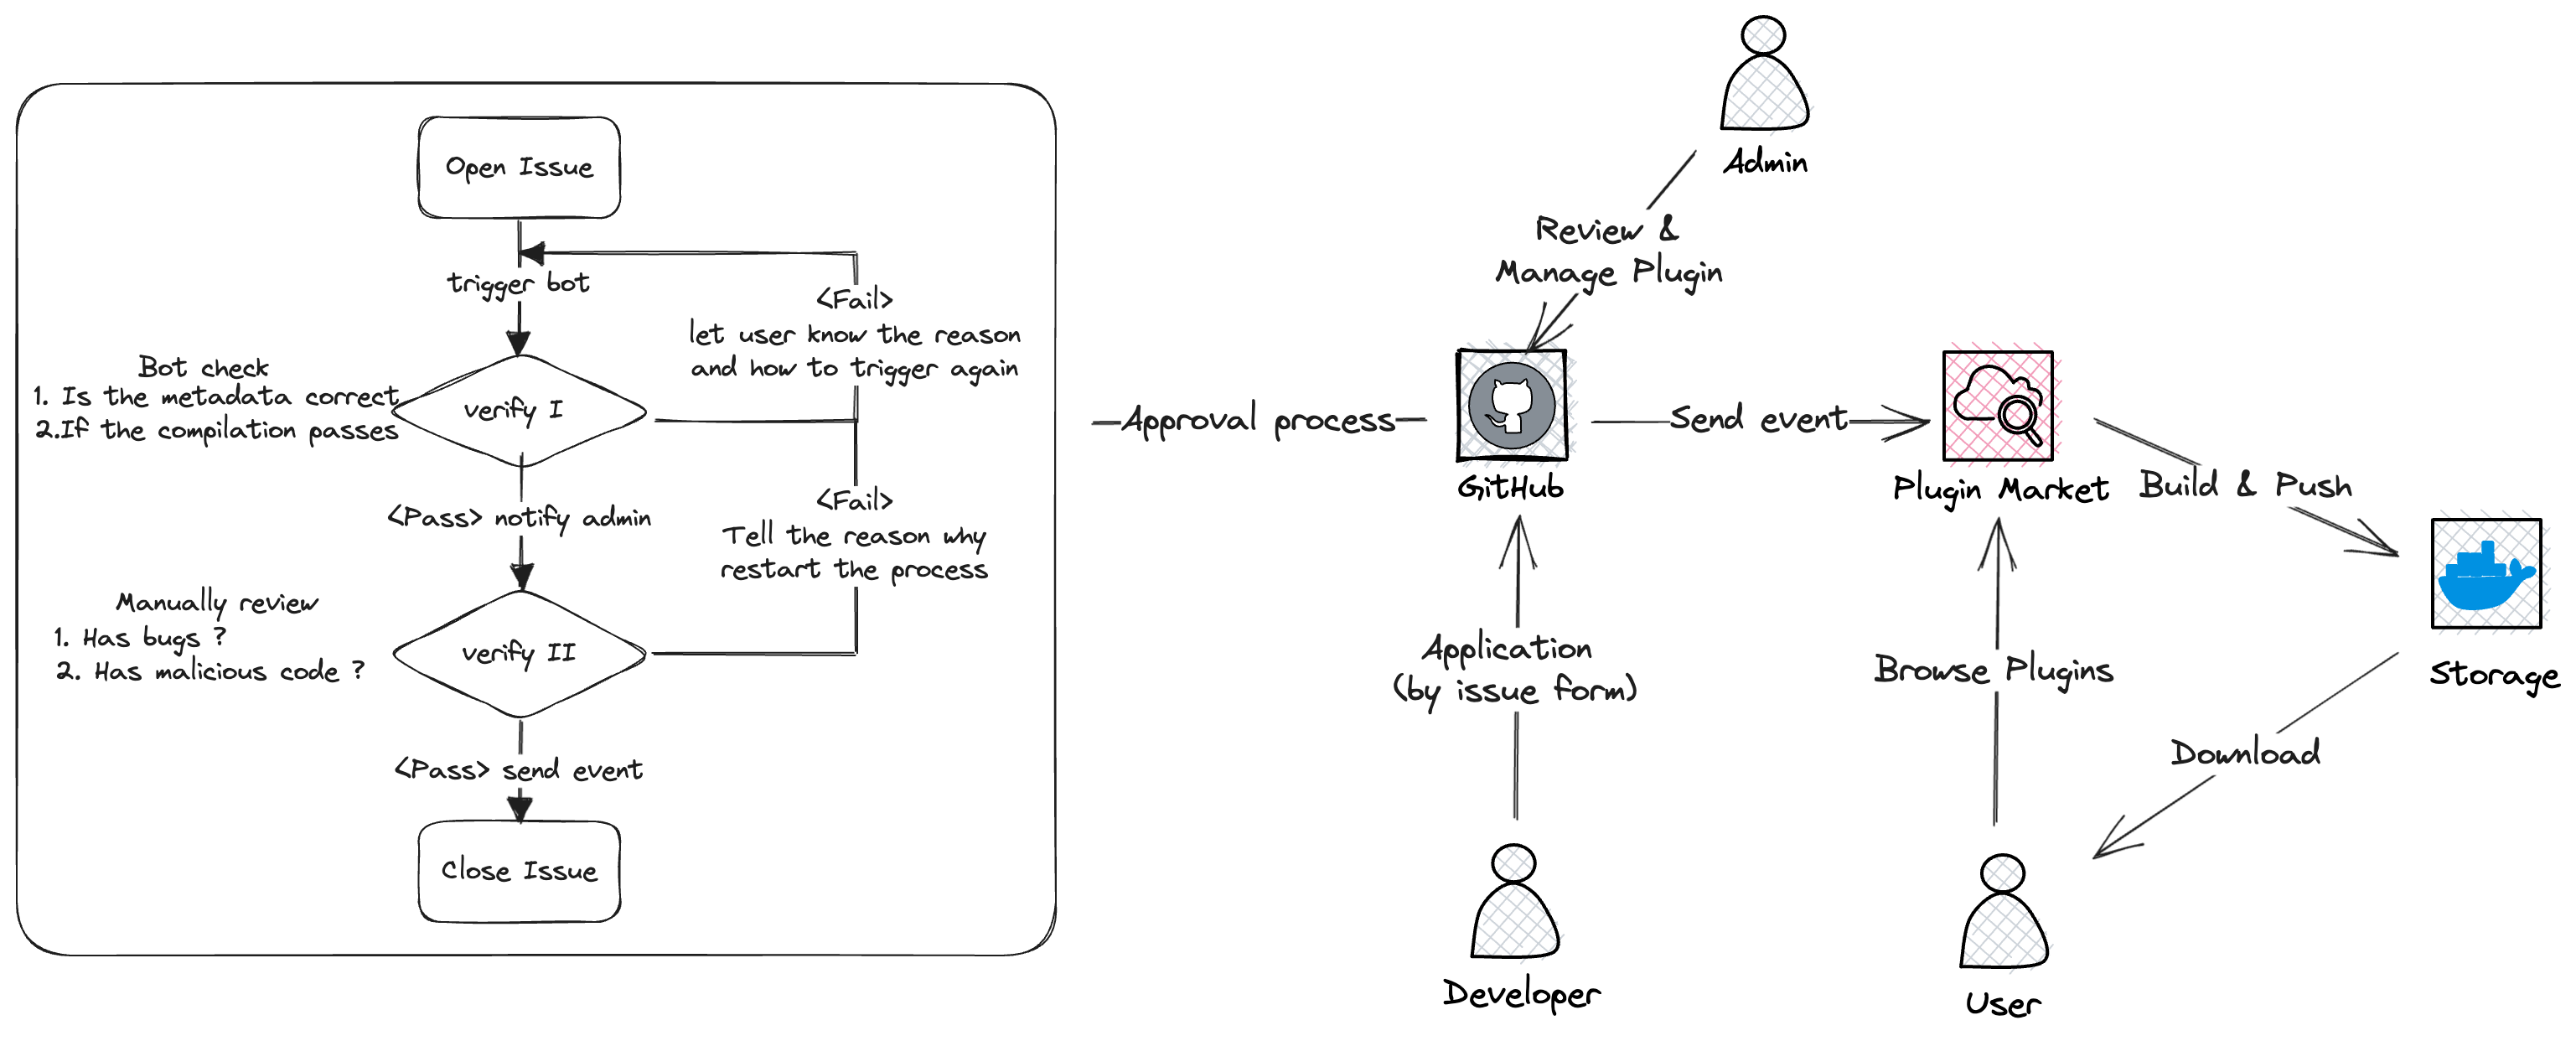 Open Issue
trigger bot
<Fail>
let user know the reason
and how to trigger again
Bot check
1. Is the metadata correct
2.If the compilation passes
verify I
<Pass> notify admin
<Fail>
Tell the reason why
restart the process
Manually review
1. Has bugs ?
2. Has malicious code ?
verify II
<Pass> send event
Close Issue
Approval process
Admin
Review &
Manage Plugin
GitHub
Send event
Plugin Market
Build & Push
Storage
Application
(by issue form)
Browse Plugins
Download
Developer
User